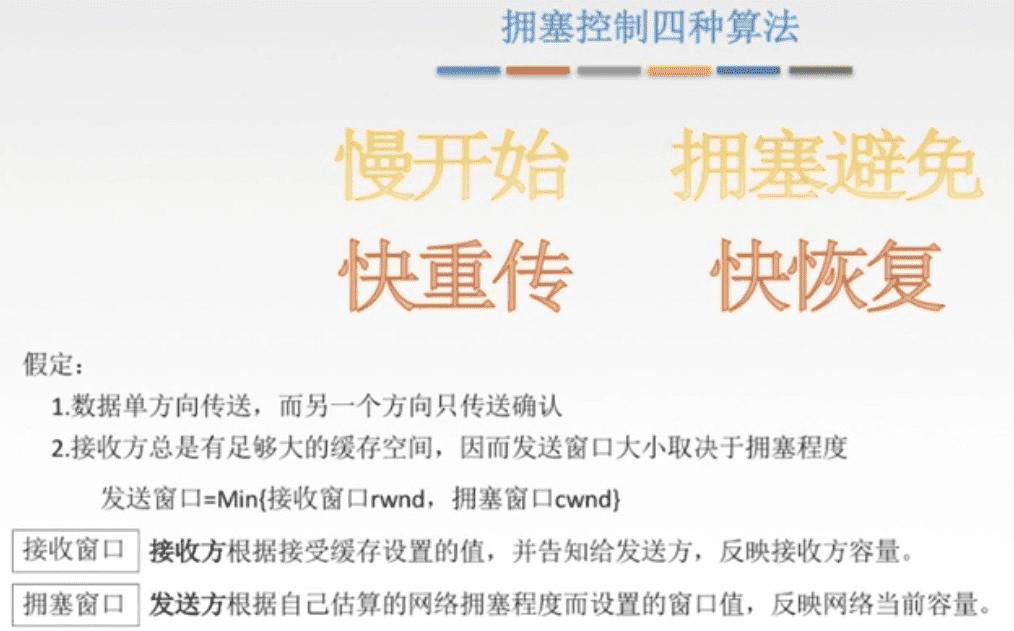 拥塞控制四种算法
慢开始 拥塞避免
快重传 快恢复
假定：
1.数据单方向传送，而另一个方向只传送确认
2.接收方总是有足够大的缓存空间，因而发送窗口大小取决于拥塞程度
发送窗口=Min{接收窗口rwnd，拥塞窗口cwnd}
接收窗口 接收方根据接受缓存设置的值，并告知给发送方，反映接收方容量。
拥塞窗口 发送方根据自己估算的网络拥塞程度而设置的窗口值，反映网络当前容量。